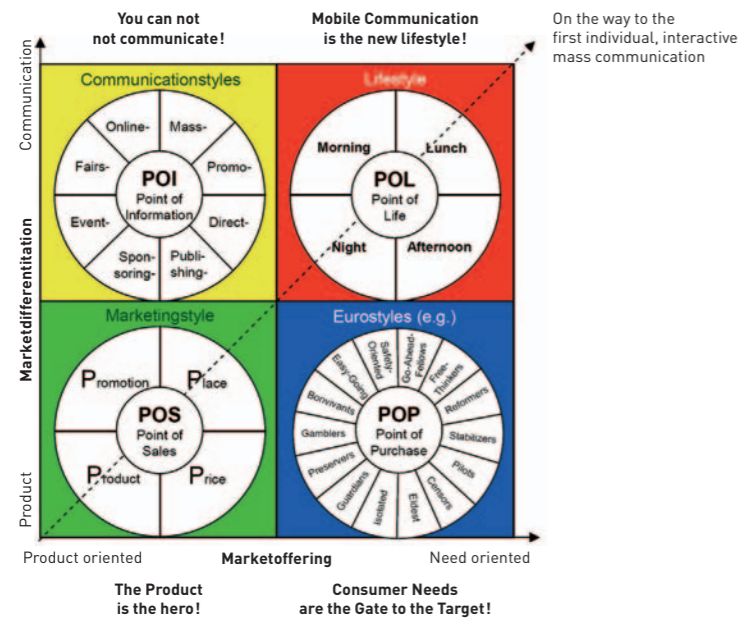 You can not
not communicate!
Mobile Communication
is the new lifestyle!
On the way to the
first individual, interactive
mass communication
Communication
Marketdifferentitation
Product
Communicationstyles
Online-
Mass-
Promo-
Direct-
Publi-
shing-
Spon-
soring-
Event-
Fairs-
POI
Point of
Information
Lifestyle
Morning
Lunch
Afternoon
Night
POL
Point of
Life
Marketingstyle
Promotion
Place
Price
Product
POS
Point of
Sales
Eurostyles (e.g.)
Easy-Going
Safety-
Oriented
Go-Ahead-
Fellows
Free-
Thinkers
Reformers
Stabilizers
Pilots
Censors
Eldest
Isolated
Guardians
Preservers
Gamblers
Bonvivants
POP
Point of
Purchase
Product oriented
Marketoffering
Need oriented
The Product
is the hero!
Consumer Needs
are the Gate to the Target!